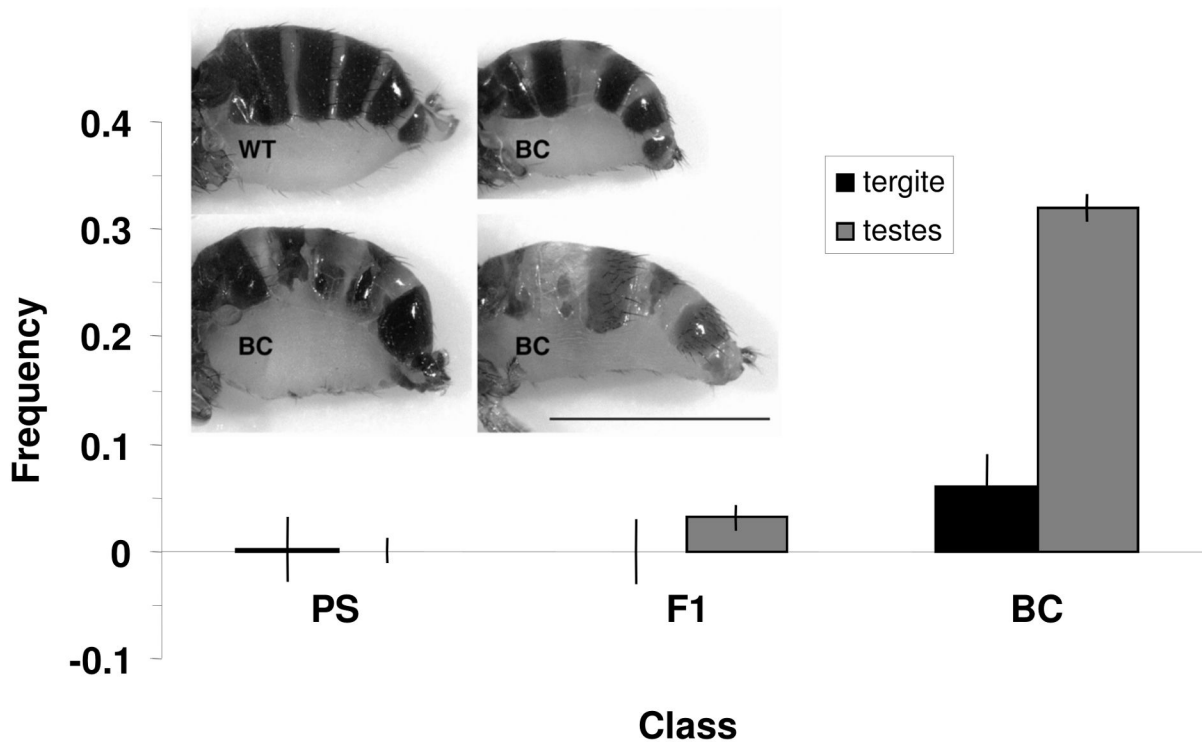 WT
BC
BC
BC
tergite
testes
Frequency
0.4
0.3
0.2
0.1
0
-0.1
PS
F1
BC
Class